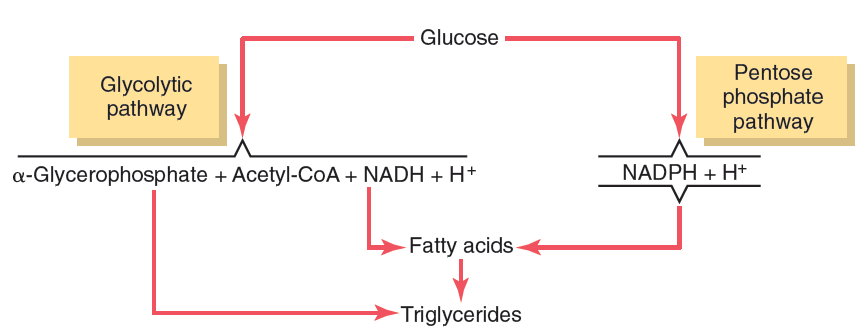 Glucose
Glycolytic
pathway
Pentose
phosphate
pathway
α-Glycerophosphate + Acetyl-CoA + NADH + H⁺
NADPH + H⁺
Fatty acids
Triglycerides